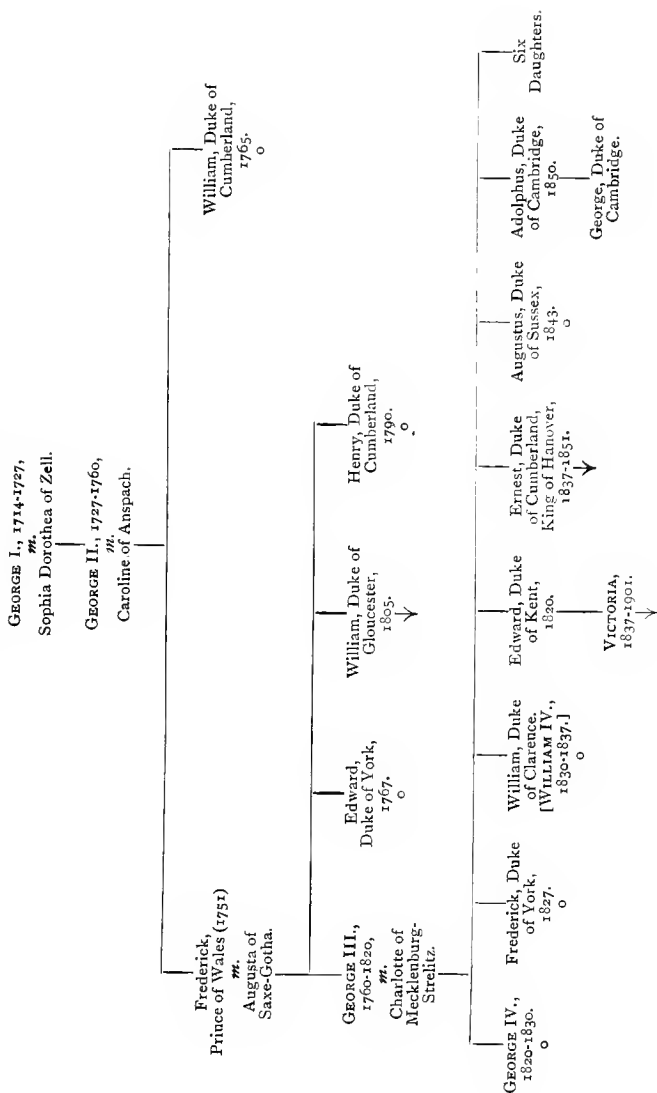 GEORGE I., 1714-1727,
m.
Sophia Dorothea of Zell.
GEORGE II., 1727-1760,
m.
Caroline of Anspach.
Frederick,
Prince of Wales (1751)
m.
Augusta of
Saxe-Gotha.
William, Duke of
Cumberland,
1765.
o
GEORGE III.,
1760-1820,
m.
Charlotte of
Mecklenburg-
Strelitz.
Edward,
Duke of York,
1767.
o
William, Duke of
Gloucester,
1805.
Henry, Duke of
Cumberland,
1790.
o
GEORGE IV.,
1820-1830.
o
Frederick, Duke
of York,
1827.
o
William, Duke
of Clarence.
[WILLIAM IV.,
1830-1837.]
o
Edward, Duke
of Kent,
1820.
VICTORIA,
1837-1901.
Ernest, Duke
of Cumberland,
King of Hanover,
1837-1851.
Augustus, Duke
of Sussex,
1843.
o
Adolphus, Duke
of Cambridge,
1850.
George, Duke of
Cambridge.
Six
Daughters.